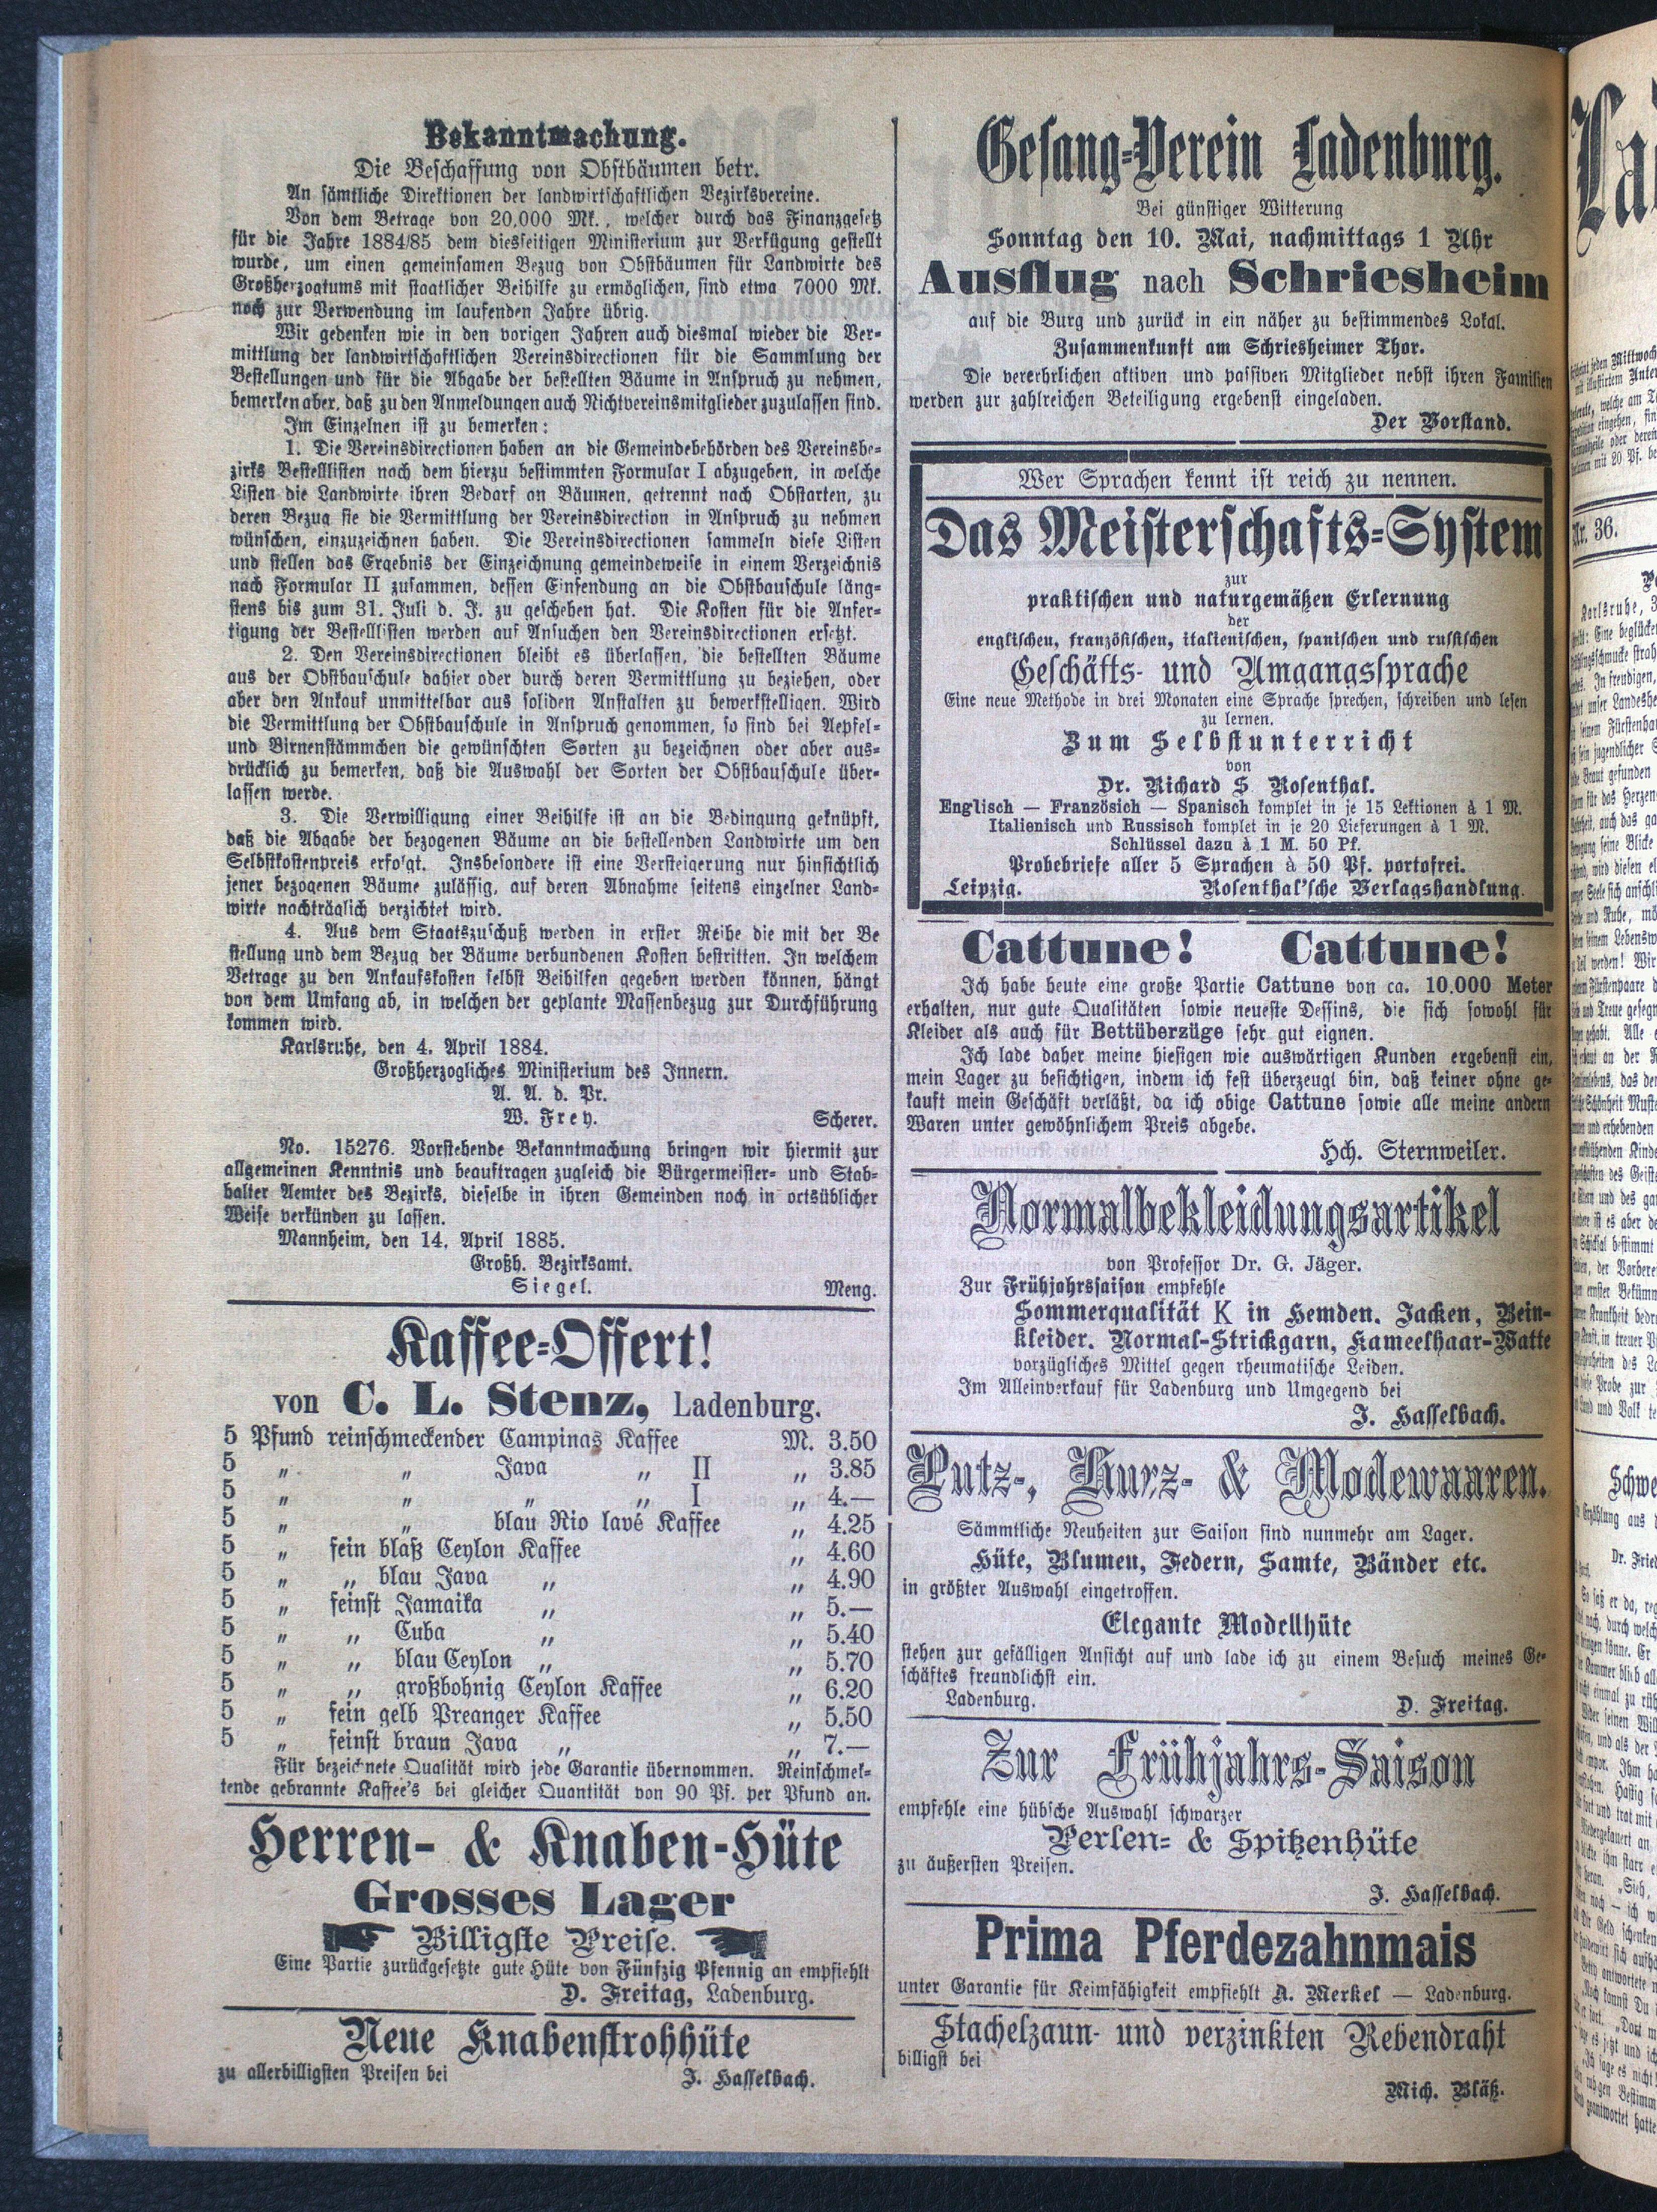 Bekanntmachung.
Die Beschaffung von Obstbäumen betr.
An sämtliche Direktionen der landwirtschaftlichen Bezirksvereine.
Von dem Betrage von 20,000 Mk., welcher durch das Finanzgesetz
für die Jahre 1884/85 dem diesseitigen Ministerium zur Verfügung gestellt
wurde, um einen gemeinsamen Bezug von Obstbäumen für Landwirte des
Großherzogtums mit staatlicher Beihilfe zu ermöglichen, sind etwa 7000 Mk.
noch zur Verwendung im laufenden Jahre übrig.
Wir gedenken wie in den vorigen Jahren auch diesmal wieder die Ver-
mittlung der landwirtschaftlichen Vereinsdirectionen für die Sammlung der
Bestellungen und für die Abgabe der bestellten Bäume in Anspruch zu nehmen,
bemerken aber, daß zu den Anmeldungen auch Nichtvereinsmitglieder zuzulassen sind.
Im Einzelnen ist zu bemerken:
1. Die Vereinsdirectionen haben an die Gemeindebehörden des Vereinsbe-
zirks Bestelllisten nach dem hierzu bestimmten Formular I abzugeben, in welche
Listen die Landwirte ihren Bedarf an Bäumen, getrennt nach Obstarten, zu
deren Bezug sie die Vermittlung der Vereinsdirection in Anspruch zu nehmen
wünschen, einzuzeichnen haben. Die Vereinsdirectionen sammeln diese Listen
und stellen das Ergebnis der Einzeichnung gemeindeweise in einem Verzeichnis
nach Formular II zusammen, dessen Einsendung an die Obstbauschule läng-
stens bis zum 31. Juli d. J. zu geschehen hat. Die Kosten für die Anfer-
tigung der Bestelllisten werden auf Ansuchen den Vereinsdirectionen ersetzt.
2. Den Vereinsdirectionen bleibt es überlassen, die bestellten Bäume
aus der Obstbauschule dahier oder durch deren Vermittlung zu beziehen, oder
aber den Ankauf unmittelbar aus soliden Anstalten zu bewerkstelligen. Wird
die Vermittlung der Obstbauschule in Anspruch genommen, so sind bei Aepfel-
und Birnenstämmchen die gewünschten Sorten zu bezeichnen oder aber aus-
drücklich zu bemerken, daß die Auswahl der Sorten der Obstbauschule über-
lassen werde.
3. Die Verwilligung einer Beihilfe ist an die Bedingung geknüpft,
daß die Abgabe der bezogenen Bäume an die bestellenden Landwirte um den
Selbstkostenpreis erfolgt. Insbesondere ist eine Versteigerung nur hinsichtlich
jener bezogenen Bäume zulässig, auf deren Abnahme seitens einzelner Land-
wirte nachträglich verzichtet wird.
4. Aus dem Staatszuschuß werden in erster Reihe die mit der Be
stellung und dem Bezug der Bäume verbundenen Kosten bestritten. In welchem
Betrage zu den Ankaufskosten selbst Beihilfen gegeben werden können, hängt
von dem Umfang ab, in welchen der geplante Massenbezug zur Durchführung
kommen wird.
Karlsruhe, den 4. April 1884.
Großherzogliches Ministerium des Innern.
A. A. d. Pr.
W. Frey. Scherer.
No. 15276. Vorstehende Bekanntmachung bringen wir hiermit zur
allgemeinen Kenntnis und beauftragen zugleich die Bürgermeister- und Stab-
halter Aemter des Bezirks, dieselbe in ihren Gemeinden noch in ortsüblicher
Weise verkünden zu lassen.
Mannheim, den 14. April 1885.
Großh. Bezirksamt.
Siegel. Meng.
Kaffee-Offert!
von C. L. Stenz, Ladenburg.
5 Pfund reinschmeckender Campinas Kaffee M. 3.50
5 „ „ Java „ II „ 3.85
5 „ „ „ „ I „ 4.—
5 „ „ blau Rio lavé Kaffee „ 4.25
5 „ fein blaß Ceylon Kaffee „ 4.60
5 „ „ blau Java „ „ 4.90
5 „ feinst Jamaika „ „ 5.—
5 „ „ Cuba „ „ 5.40
5 „ „ blau Ceylon „ „ 5.70
5 „ „ großbohnig Ceylon Kaffee „ 6.20
5 „ fein gelb Preanger Kaffee „ 5.50
5 „ feinst braun Java „ „ 7.—
Für bezeichnete Qualität wird jede Garantie übernommen. Reinschmek-
tende gebrannte Kaffee's bei gleicher Quantität von 90 Pf. per Pfund an.
Herren- & Knaben-Hüte
Grosses Lager
Billigste Preise.
Eine Partie zurückgesetzte gute Hüte von Fünfzig Pfennig an empfiehlt
D. Freitag, Ladenburg.
Neue Knabenstrohhüte
zu allerbilligsten Preisen bei J. Hasselbach.
Gesang-Verein Ladenburg.
Bei günstiger Witterung
Sonntag den 10. Mai, nachmittags 1 Uhr
Ausflug nach Schriesheim
auf die Burg und zurück in ein näher zu bestimmendes Lokal.
Zusammenkunft am Schriesheimer Thor.
Die vererhrlichen aktiven und passiven Mitglieder nebst ihren Familien
werden zur zahlreichen Beteiligung ergebenst eingeladen.
Der Vorstand.
Wer Sprachen kennt ist reich zu nennen.
Das Meisterschafts-System
zur
praktischen und naturgemäßen Erlernung
der
englischen, französischen, italienischen, spanischen und russischen
Geschäfts- und Umgangssprache
Eine neue Methode in drei Monaten eine Sprache sprechen, schreiben und lesen
zu lernen.
Zum Selbstunterricht
von
Dr. Richard S Rosenthal.
Englisch — Französich — Spanisch komplet in je 15 Lektionen à 1 M.
Italienisch und Russisch komplet in je 20 Lieferungen à 1 M.
Schlüssel dazu à 1 M. 50 Pf.
Probebriefe aller 5 Sprachen à 50 Pf. portofrei.
Leipzig. Rosenthal'sche Verlagshandlung.
Cattune! Cattune!
Ich habe heute eine große Partie Cattune von ca. 10.000 Meter
erhalten, nur gute Qualitäten sowie neueste Dessins, die sich sowohl für
Kleider als auch für Bettüberzüge sehr gut eignen.
Ich lade daher meine hiesigen wie auswärtigen Kunden ergebenst ein,
mein Lager zu besichtigen, indem ich fest überzeugt bin, daß keiner ohne ge-
kauft mein Geschäft verläßt, da ich obige Cattune sowie alle meine andern
Waren unter gewöhnlichem Preis abgebe.
Hch. Sternweiler.
Normalbekleidungsartikel
von Professor Dr. G. Jäger.
Zur Frühjahrssaison empfehle
Sommerqualität K in Hemden. Jacken, Bein-
kleider. Normal-Strickgarn, Kameelhaar-Watte
vorzügliches Mittel gegen rheumatische Leiden.
Im Alleinverkauf für Ladenburg und Umgegend bei
J. Hasselbach.
Putz-, Kurz- & Modewaaren.
Sämmtliche Neuheiten zur Saison sind nunmehr am Lager.
Hüte, Blumen, Federn, Samte, Bänder etc.
in größter Auswahl eingetroffen.
Elegante Modellhüte
stehen zur gefälligen Ansicht auf und lade ich zu einem Besuch meines Ge-
schäftes freundlichst ein.
Ladenburg. D. Freitag.
Zur Frühjahrs-Saison
empfehle eine hübsche Auswahl schwarzer
Perlen- & Spitzenhüte
zu äußersten Preisen.
J. Hasselbach.
Prima Pferdezahnmais
unter Garantie für Keimfähigkeit empfiehlt A. Merkel — Ladenburg.
Stachelzaun- und verzinkten Rebendraht
billigst bei
Mich. Bläß.
Nr. 36.